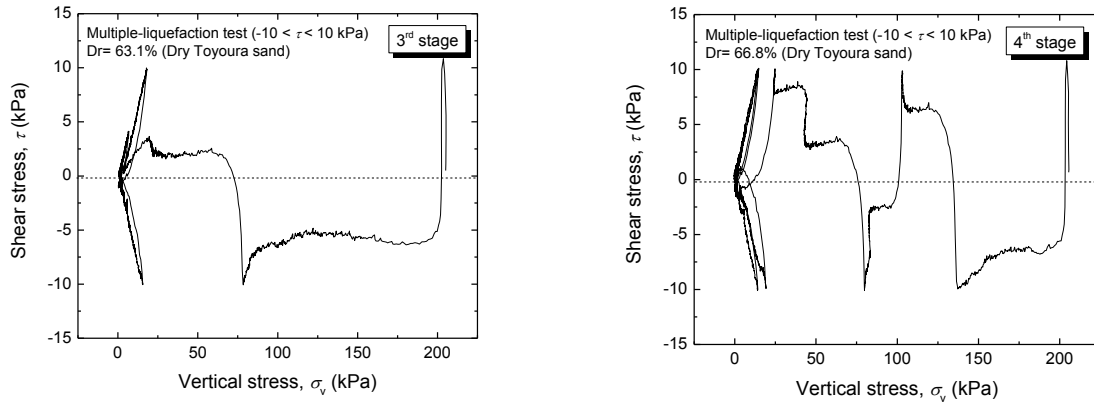 Multiple-liquefaction test (-10 < τ < 10 kPa)
Dr= 63.1% (Dry Toyoura sand)
3rd stage
15
10
5
0
-5
-10
-15
Shear stress, τ (kPa)
0 50 100 150 200
Vertical stress, σv (kPa)
Multiple-liquefaction test (-10 < τ < 10 kPa)
Dr= 66.8% (Dry Toyoura sand)
4th stage
15
10
5
0
-5
-10
-15
Shear stress, τ (kPa)
0 50 100 150 200
Vertical stress, σv (kPa)